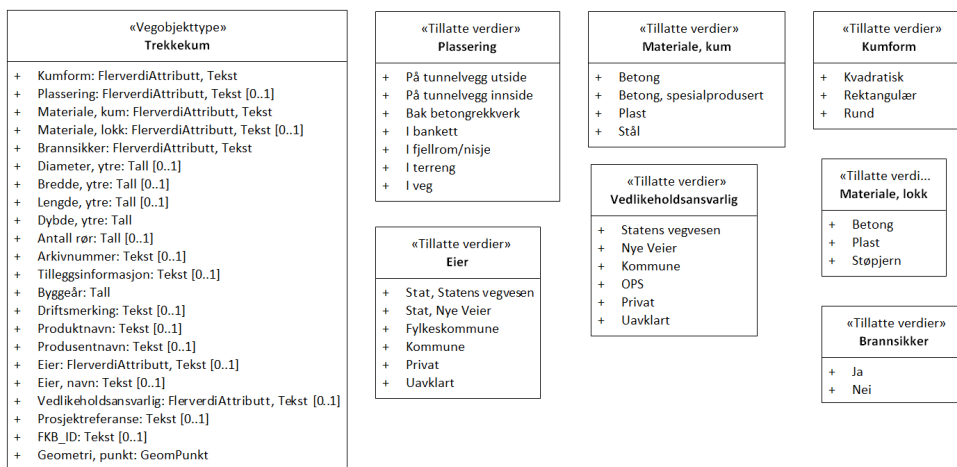 «Vegobjekttype»
Trekkekum
+ Kumform: FlerverdiAttributt, Tekst
+ Plassering: FlerverdiAttributt, Tekst [0..1]
+ Materiale, kum: FlerverdiAttributt, Tekst
+ Materiale, lokk: FlerverdiAttributt, Tekst [0..1]
+ Brannsikker: FlerverdiAttributt, Tekst
+ Diameter, ytre: Tall [0..1]
+ Bredde, ytre: Tall [0..1]
+ Lengde, ytre: Tall [0..1]
+ Dybde, ytre: Tall
+ Antall rør: Tall [0..1]
+ Arkivnummer: Tekst [0..1]
+ Tilleggsinformasjon: Tekst [0..1]
+ Byggeår: Tall
+ Driftsmerking: Tekst [0..1]
+ Produktnavn: Tekst [0..1]
+ Produsentnavn: Tekst [0..1]
+ Eier: FlerverdiAttributt, Tekst [0..1]
+ Eier, navn: Tekst [0..1]
+ Vedlikeholdsansvarlig: FlerverdiAttributt, Tekst [0..1]
+ Prosjektreferanse: Tekst [0..1]
+ FKB_ID: Tekst [0..1]
+ Geometri, punkt: GeomPunkt
«Tillatte verdier»
Plassering
+ På tunnelvegg utside
+ På tunnelvegg innside
+ Bak betongrekkverk
+ I bankett
+ I fjellrom/nisje
+ I terreng
+ I veg
«Tillatte verdier»
Eier
+ Stat, Statens vegvesen
+ Stat, Nye Veier
+ Fylkeskommune
+ Kommune
+ Privat
+ Uavklart
«Tillatte verdier»
Materiale, kum
+ Betong
+ Betong, spesialprodusert
+ Plast
+ Stål
«Tillatte verdier»
Vedlikeholdsansvarlig
+ Statens vegvesen
+ Nye Veier
+ Kommune
+ OPS
+ Privat
+ Uavklart
«Tillatte verdier»
Kumform
+ Kvadratisk
+ Rektangulær
+ Rund
«Tillatte verdi...
Materiale, lokk
+ Betong
+ Plast
+ Støpjern
«Tillatte verdier»
Brannsikker
+ Ja
+ Nei